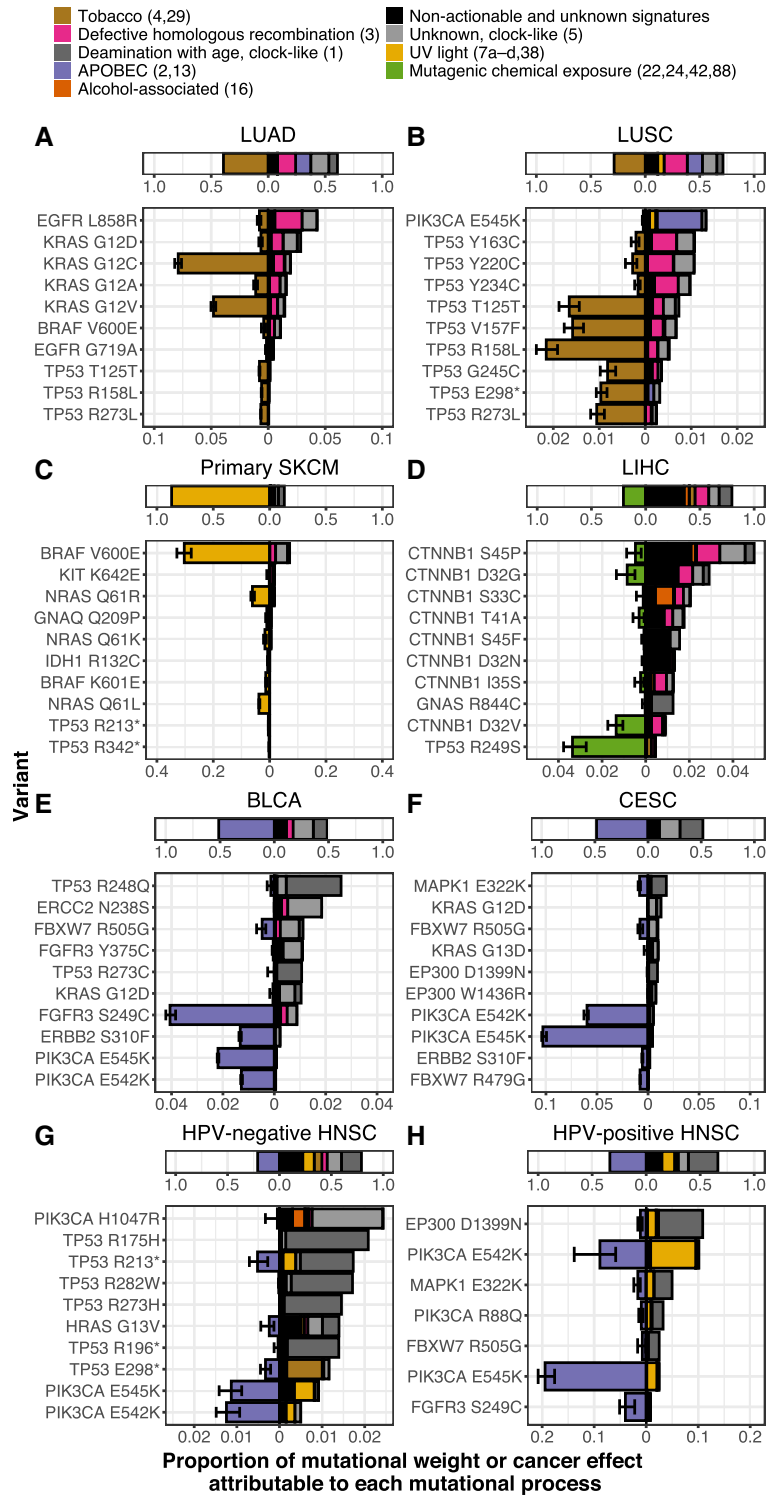 Tobacco (4,29)
Defective homologous recombination (3)
Deamination with age, clock-like (1)
APOBEC (2,13)
Alcohol-associated (16)
Non-actionable and unknown signatures
Unknown, clock-like (5)
UV light (7a–d,38)
Mutagenic chemical exposure (22,24,42,88)
A LUAD
1.0 0.5 0.0 0.5 1.0
EGFR L858R
KRAS G12D
KRAS G12C
KRAS G12A
KRAS G12V
BRAF V600E
EGFR G719A
TP53 T125T
TP53 R158L
TP53 R273L
0.1 0.05 0 0.05 0.1
B LUSC
1.0 0.5 0.0 0.5 1.0
PIK3CA E545K
TP53 Y163C
TP53 Y220C
TP53 Y234C
TP53 T125T
TP53 V157F
TP53 R158L
TP53 G245C
TP53 E298*
TP53 R273L
0.02 0.01 0 0.01 0.02
C Primary SKCM
1.0 0.5 0.0 0.5 1.0
BRAF V600E
KIT K642E
NRAS Q61R
GNAQ Q209P
NRAS Q61K
IDH1 R132C
BRAF K601E
NRAS Q61L
TP53 R213*
TP53 R342*
0.4 0.2 0 0.2 0.4
D LIHC
1.0 0.5 0.0 0.5 1.0
CTNNB1 S45P
CTNNB1 D32G
CTNNB1 S33C
CTNNB1 T41A
CTNNB1 S45F
CTNNB1 D32N
CTNNB1 I35S
GNAS R844C
CTNNB1 D32V
TP53 R249S
0.04 0.02 0 0.02 0.04
Variant
E BLCA
1.0 0.5 0.0 0.5 1.0
TP53 R248Q
ERCC2 N238S
FBXW7 R505G
FGFR3 Y375C
TP53 R273C
KRAS G12D
FGFR3 S249C
ERBB2 S310F
PIK3CA E545K
PIK3CA E542K
0.04 0.02 0 0.02 0.04
F CESC
1.0 0.5 0.0 0.5 1.0
MAPK1 E322K
KRAS G12D
FBXW7 R505G
KRAS G13D
EP300 D1399N
EP300 W1436R
PIK3CA E542K
PIK3CA E545K
ERBB2 S310F
FBXW7 R479G
0.1 0.05 0 0.05 0.1
G HPV-negative HNSC
1.0 0.5 0.0 0.5 1.0
PIK3CA H1047R
TP53 R175H
TP53 R213*
TP53 R282W
TP53 R273H
HRAS G13V
TP53 R196*
TP53 E298*
PIK3CA E545K
PIK3CA E542K
0.02 0.01 0 0.01 0.02
H HPV-positive HNSC
1.0 0.5 0.0 0.5 1.0
EP300 D1399N
PIK3CA E542K
MAPK1 E322K
PIK3CA R88Q
FBXW7 R505G
PIK3CA E545K
FGFR3 S249C
0.2 0.1 0 0.1 0.2
Proportion of mutational weight or cancer effect
attributable to each mutational process